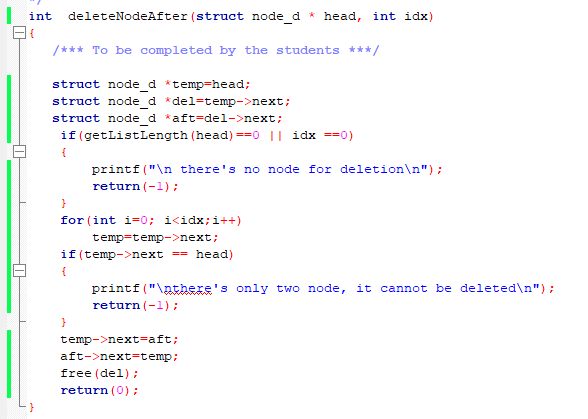 */
int deleteNodeAfter(struct node_d * head, int idx)
{
/*** To be completed by the students ***/
struct node_d *temp=head;
struct node_d *del=temp->next;
struct node_d *aft=del->next;
if(getListLength(head)==0 || idx ==0)
{
printf("\n there's no node for deletion\n");
return(-1);
}
for(int i=0; i<idx;i++)
temp=temp->next;
if(temp->next == head)
{
printf("\nthere's only two node, it cannot be deleted\n");
return(-1);
}
temp->next=aft;
aft->next=temp;
free(del);
return(0);
}